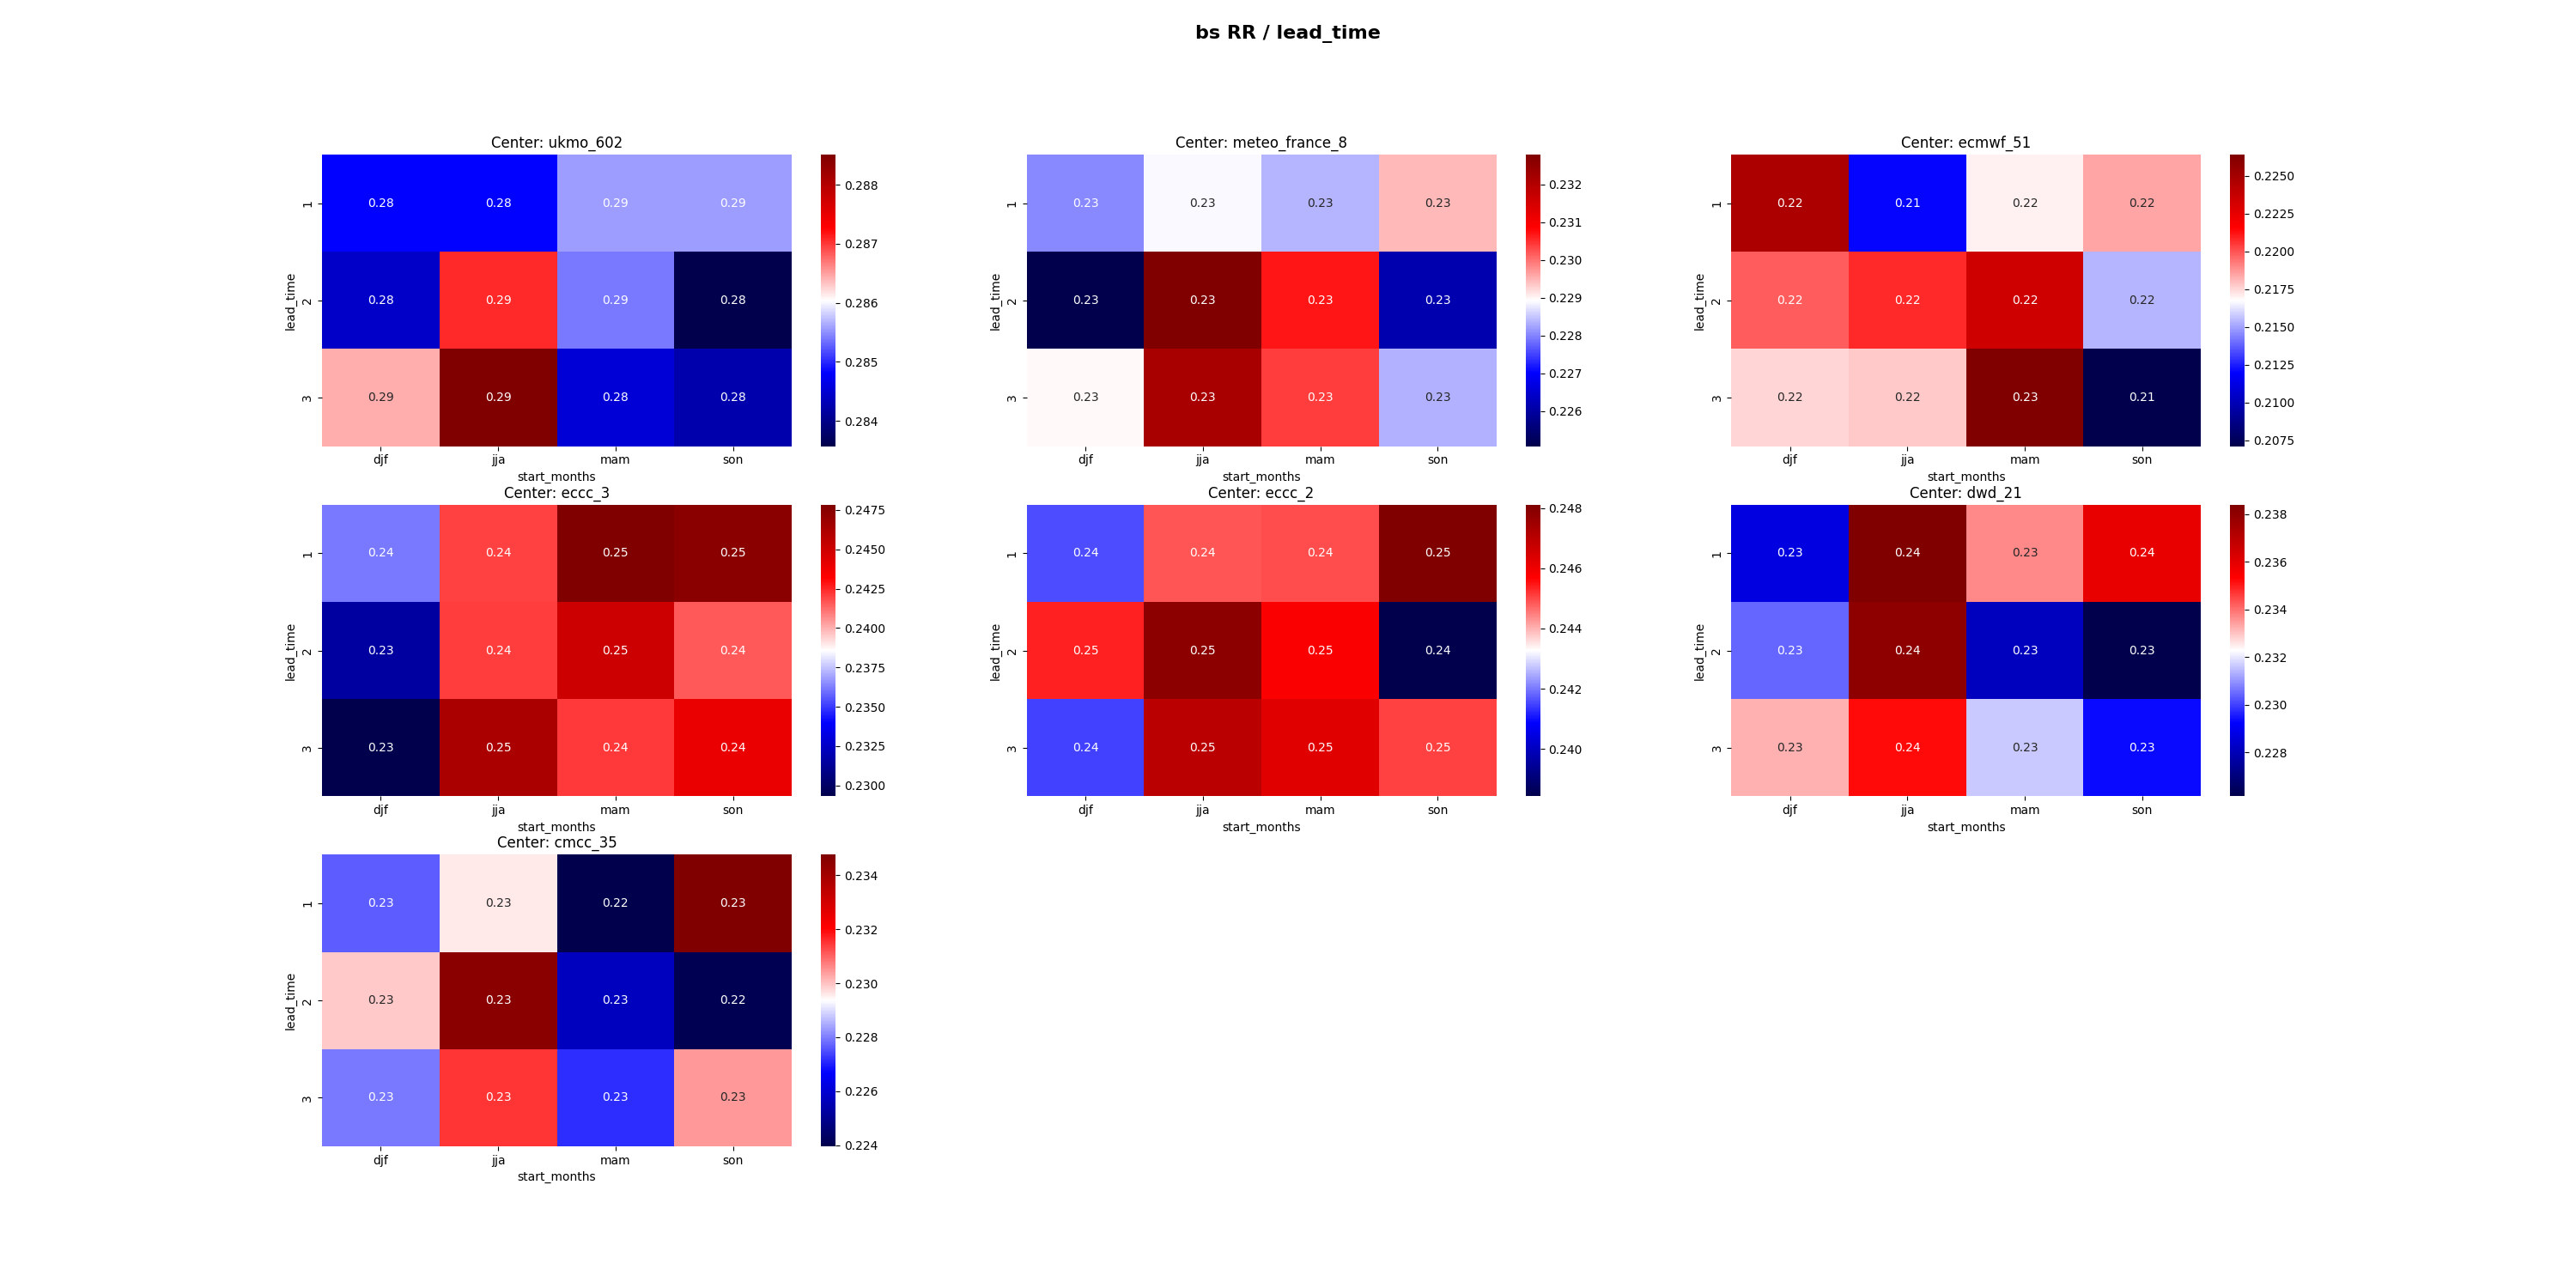 bs RR / lead_time
Center: ukmo_602
lead_time
1 0.28 0.28 0.29 0.29
2 0.28 0.29 0.29 0.28
3 0.29 0.29 0.28 0.28
djf jja mam son
start_months
0.288
0.287
0.286
0.285
0.284
Center: meteo_france_8
lead_time
1 0.23 0.23 0.23 0.23
2 0.23 0.23 0.23 0.23
3 0.23 0.23 0.23 0.23
djf jja mam son
start_months
0.232
0.231
0.230
0.229
0.228
0.227
0.226
Center: ecmwf_51
lead_time
1 0.22 0.21 0.22 0.22
2 0.22 0.22 0.22 0.22
3 0.22 0.22 0.23 0.21
djf jja mam son
start_months
0.2250
0.2225
0.2200
0.2175
0.2150
0.2125
0.2100
0.2075
Center: eccc_3
lead_time
1 0.24 0.24 0.25 0.25
2 0.23 0.24 0.25 0.24
3 0.23 0.25 0.24 0.24
djf jja mam son
start_months
0.2475
0.2450
0.2425
0.2400
0.2375
0.2350
0.2325
0.2300
Center: eccc_2
lead_time
1 0.24 0.24 0.24 0.25
2 0.25 0.25 0.25 0.24
3 0.24 0.25 0.25 0.25
djf jja mam son
start_months
0.248
0.246
0.244
0.242
0.240
Center: dwd_21
lead_time
1 0.23 0.24 0.23 0.24
2 0.23 0.24 0.23 0.23
3 0.23 0.24 0.23 0.23
djf jja mam son
start_months
0.238
0.236
0.234
0.232
0.230
0.228
Center: cmcc_35
lead_time
1 0.23 0.23 0.22 0.23
2 0.23 0.23 0.23 0.22
3 0.23 0.23 0.23 0.23
djf jja mam son
start_months
0.234
0.232
0.230
0.228
0.226
0.224